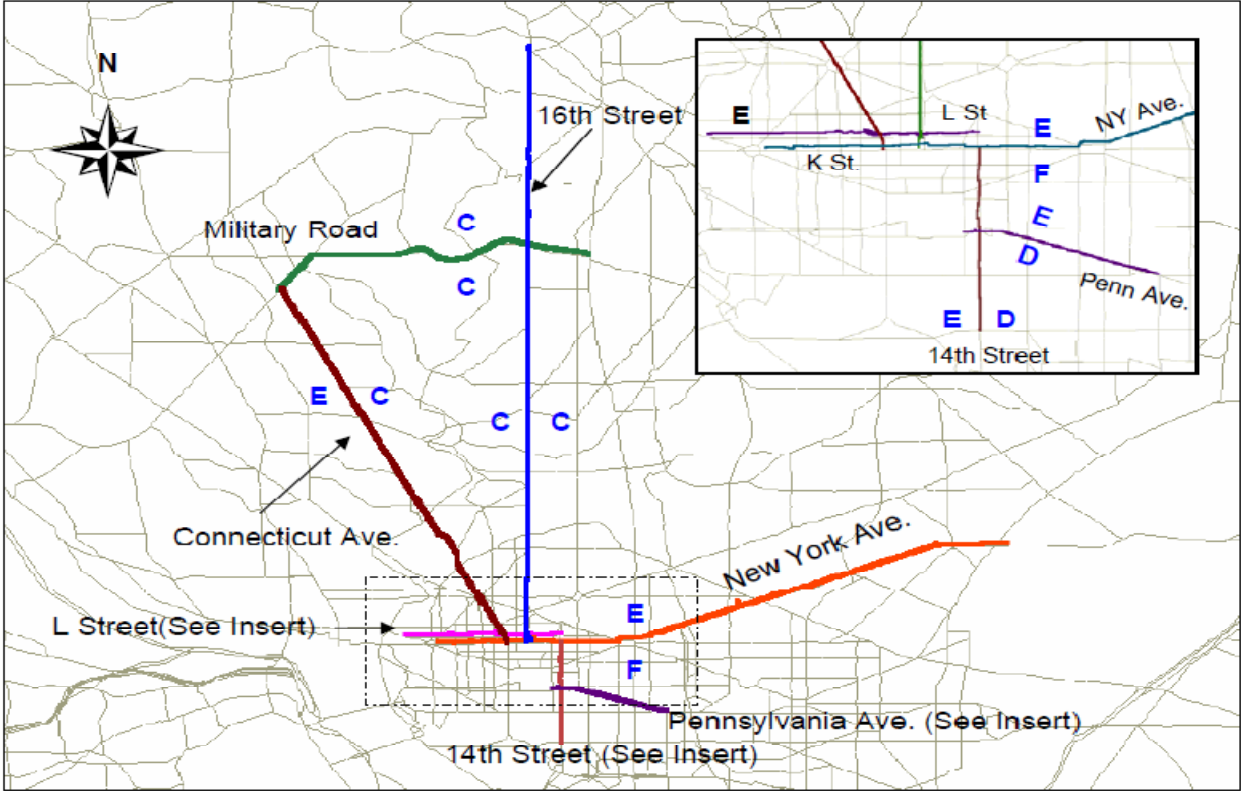 N
16th Street
Military Road
C
C
E C
C C
Connecticut Ave.
New York Ave.
L Street(See Insert)
E
F
Pennsylvania Ave. (See Insert)
14th Street (See Insert)
E
L St
E
NY Ave.
K St.
F
E
D
Penn Ave.
E D
14th Street